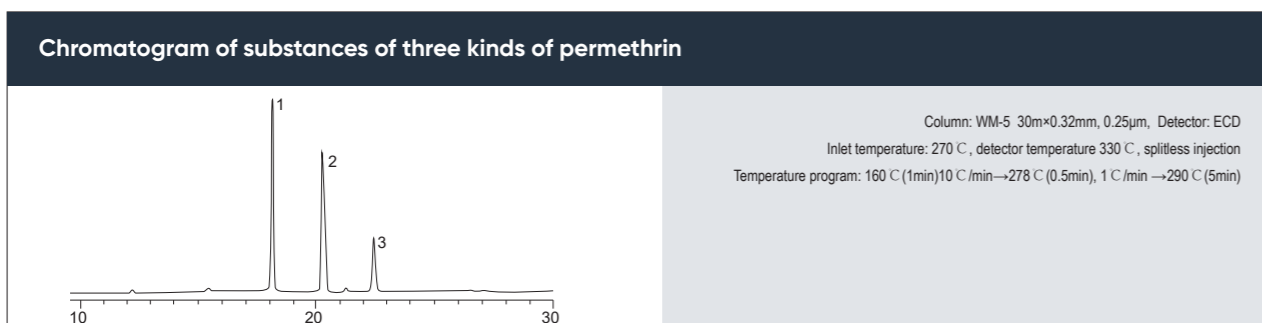 Chromatogram of substances of three kinds of permethrin
1
2
3
10 20 30
Column: WM-5 30m×0.32mm, 0.25μm, Detector: ECD
Inlet temperature: 270℃, detector temperature 330℃, splitless injection
Temperature program: 160℃(1min)10℃/min→278℃(0.5min), 1℃/min →290℃(5min)